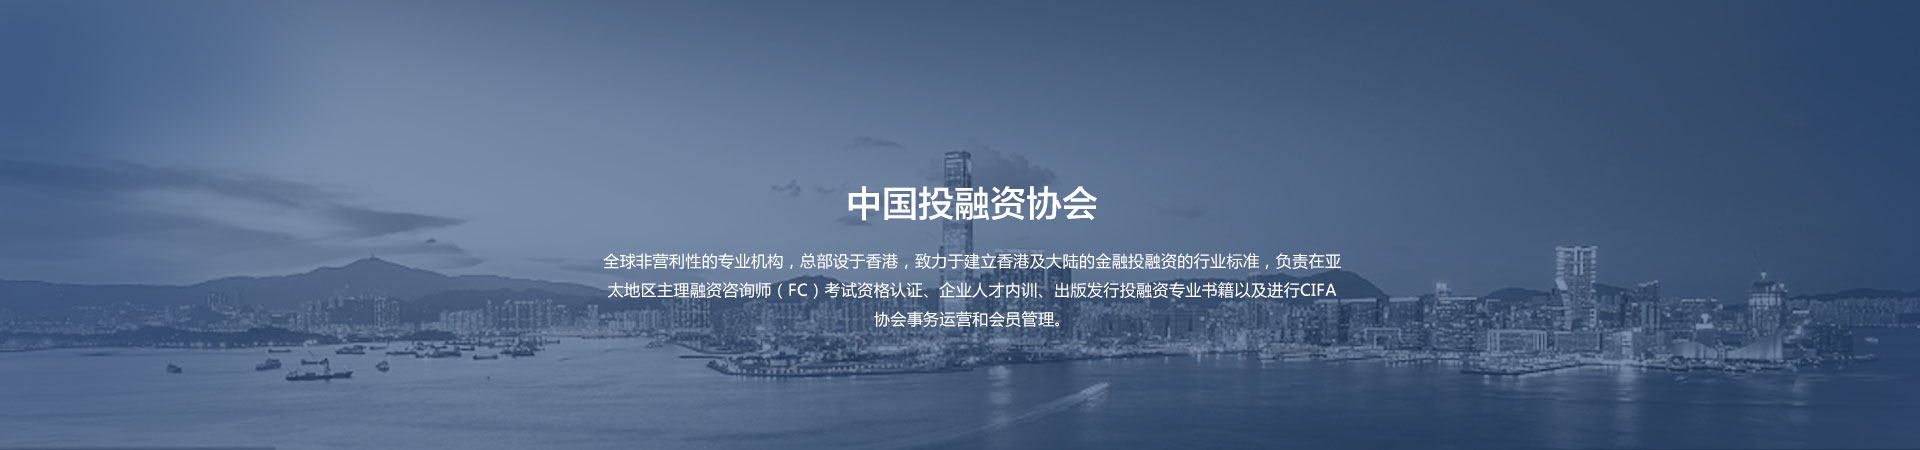 中国投融资协会
全球非营利性的专业机构，总部设于香港，致力于建立香港及大陆的金融投融资的行业标准，负责在亚
太地区主理融资咨询师（FC）考试资格认证、企业人才内训、出版发行投融资专业书籍以及进行CIFA
协会事务运营和会员管理。